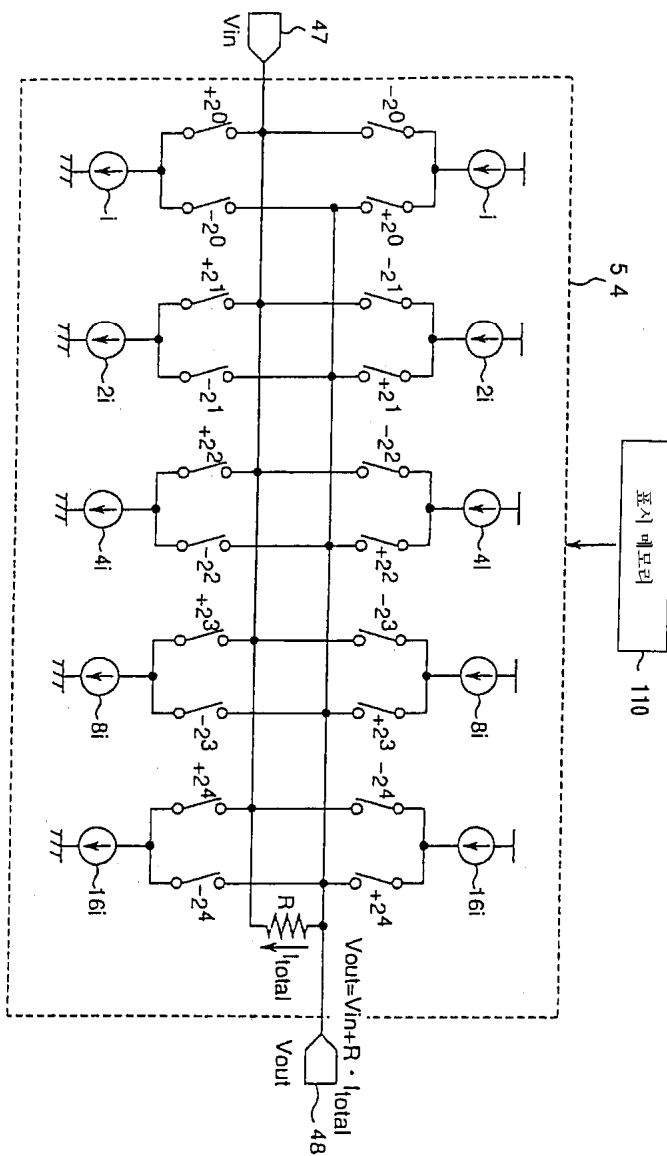 표시 메모리
110
54
i
2i
4i
8i
16i
-2⁰
+2⁰
-2¹
+2¹
-2²
+2²
-2³
+2³
-2⁴
+2⁴
Vout=Vin+R・Itotal
47
Vin
R
Itotal
Vout
48
+2⁰
-2⁰
+2¹
-2¹
+2²
-2²
+2³
-2³
+2⁴
-2⁴
i
2i
4i
8i
16i